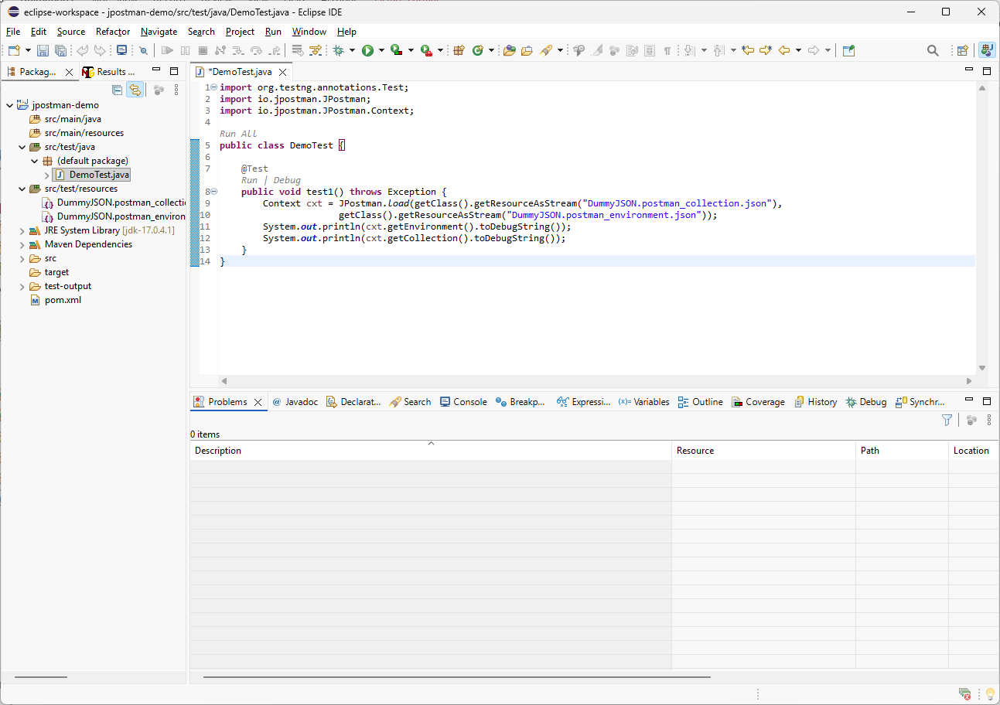 eclipse-workspace - jpostman-demo/src/test/java/DemoTest.java - Eclipse IDE
File Edit Source Refactor Navigate Search Project Run Window Help
Packag... Results ... *DemoTest.java
jpostman-demo
src/main/java
src/main/resources
src/test/java
(default package)
DemoTest.java
src/test/resources
DummyJSON.postman_collectio
DummyJSON.postman_environ
JRE System Library [jdk-17.0.4.1]
Maven Dependencies
src
target
test-output
pom.xml
1 import org.testng.annotations.Test;
2 import io.jpostman.JPostman;
3 import io.jpostman.JPostman.Context;
4
Run All
5 public class DemoTest {
6
7 @Test
Run | Debug
8 public void test1() throws Exception {
9 Context cxt = JPostman.load(getClass().getResourceAsStream("DummyJSON.postman_collection.json"),
10 getClass().getResourceAsStream("DummyJSON.postman_environment.json"));
11 System.out.println(cxt.getEnvironment().toDebugString());
12 System.out.println(cxt.getCollection().toDebugString());
13 }
14 }
Problems Javadoc Declarat... Search Console Breakp... Expressi... Variables Outline Coverage History Debug Synchr...
0 items
Description Resource Path Location